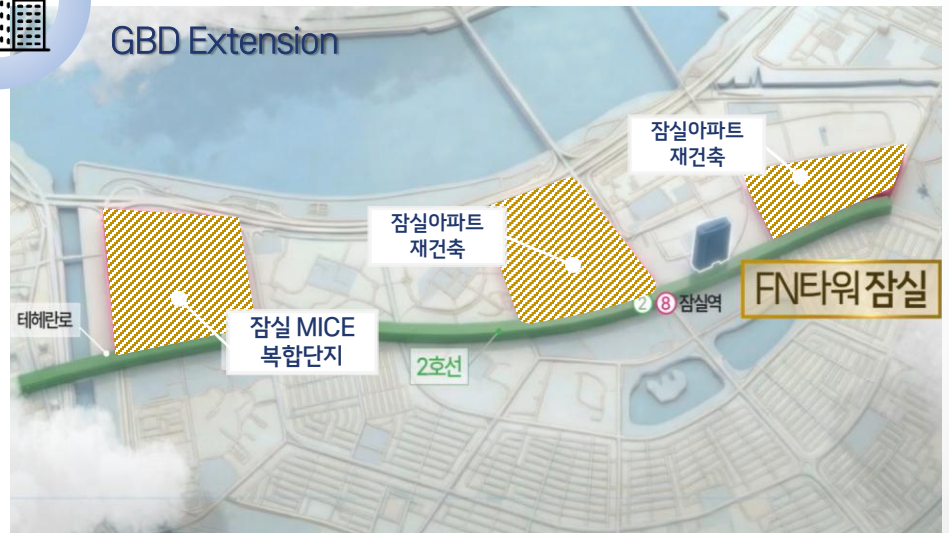 GBD Extension
잠실아파트
재건축
잠실아파트
재건축
2 8 잠실역
FN타워 잠실
테헤란로
잠실 MICE
복합단지
2호선